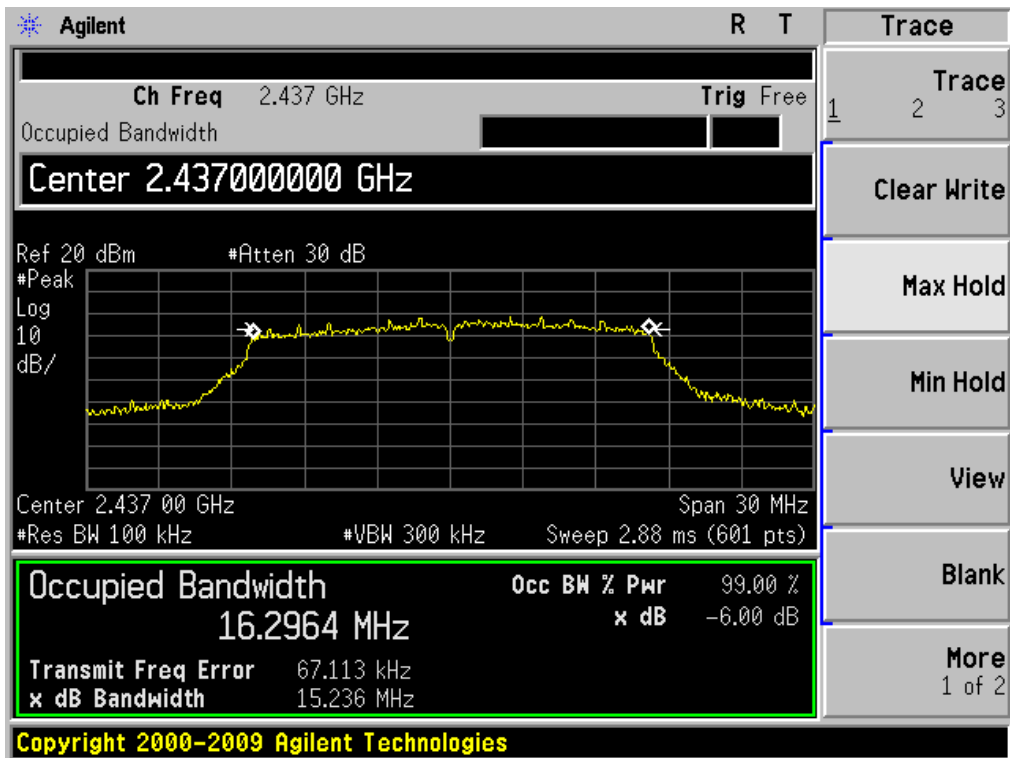 Agilent R T
Trace
Ch Freq 2.437 GHz Trig Free
Occupied Bandwidth
Center 2.437000000 GHz
Ref 20 dBm #Atten 30 dB
#Peak
Log
10
dB/
Center 2.437 00 GHz Span 30 MHz
#Res BW 100 kHz #VBW 300 kHz Sweep 2.88 ms (601 pts)
Occupied Bandwidth Occ BW % Pwr 99.00 %
16.2964 MHz x dB -6.00 dB
Transmit Freq Error 67.113 kHz
x dB Bandwidth 15.236 MHz
Trace
1 2 3
Clear Write
Max Hold
Min Hold
View
Blank
More
1 of 2
Copyright 2000-2009 Agilent Technologies